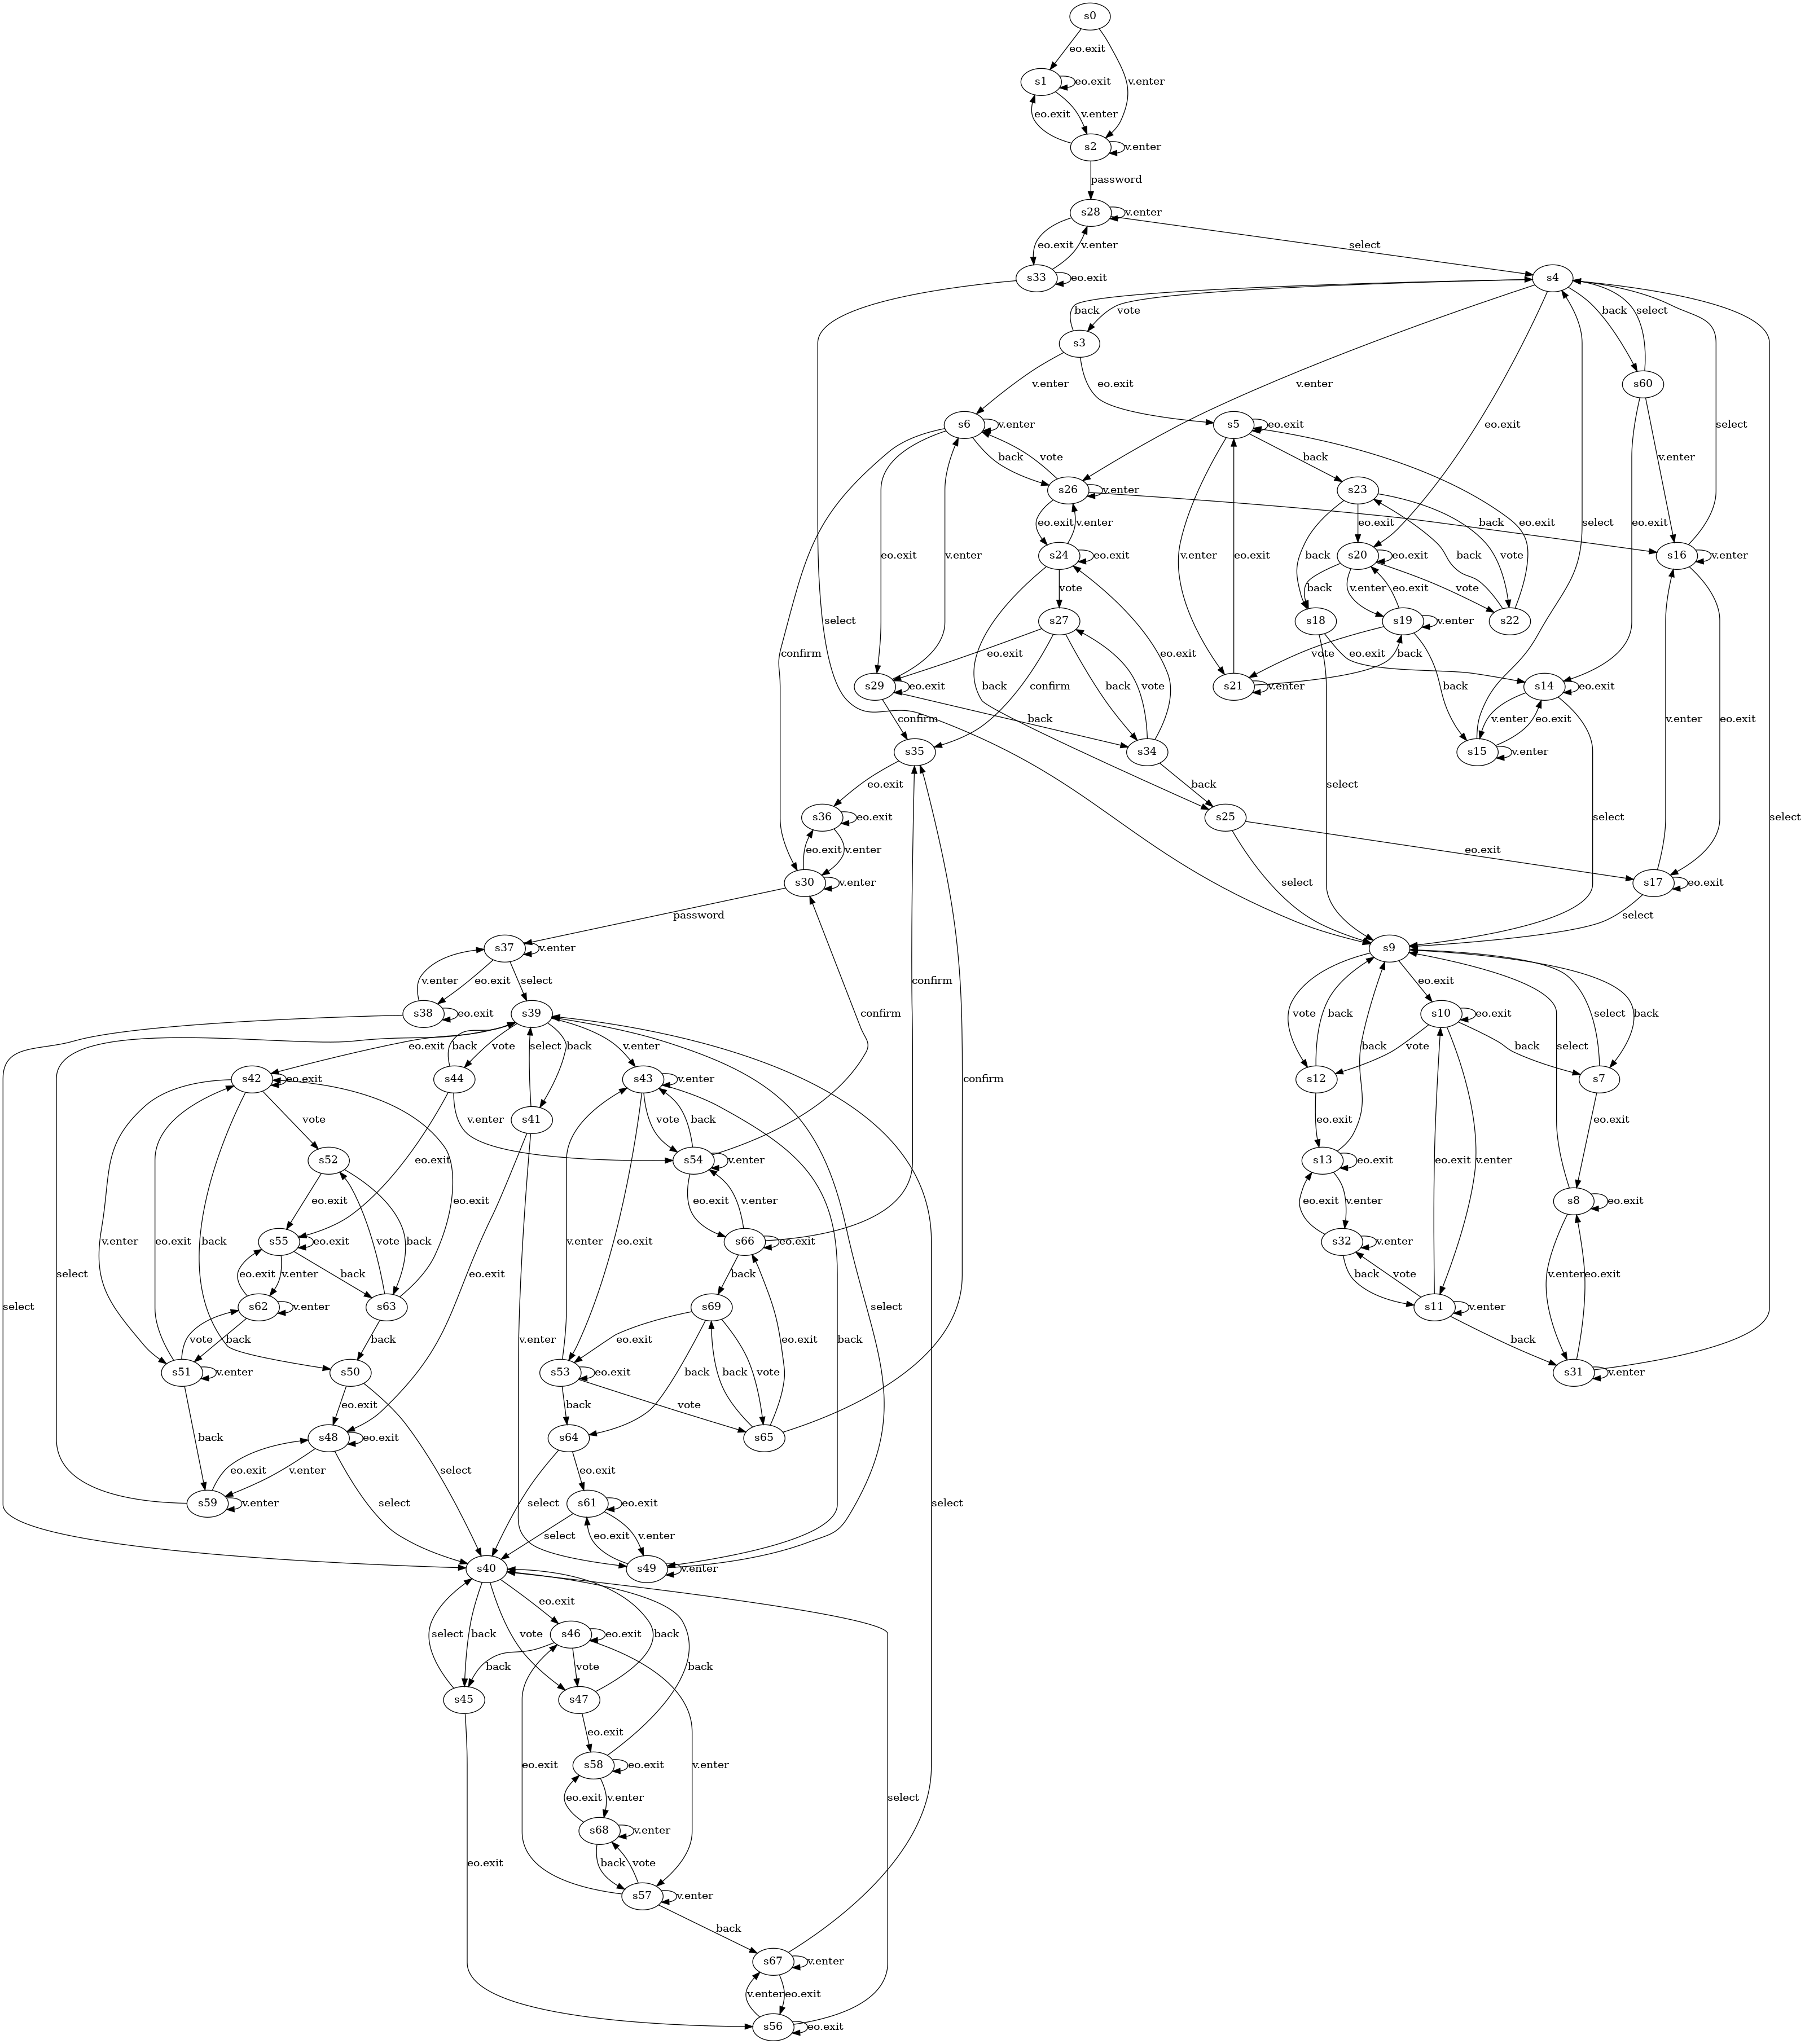 s0
eo.exit
s1
eo.exit
v.enter
eo.exit
v.enter
s2
v.enter
password
s28
v.enter
eo.exit
v.enter
select
s33
eo.exit
s4
back
vote
back
select
s3
s60
v.enter
eo.exit
v.enter
eo.exit
s6
v.enter
s5
eo.exit
select
back
vote
back
v.enter
s26
v.enter
s23
back
eo.exit
v.enter
eo.exit
eo.exit
select
eo.exit
eo.exit
v.enter
v.enter
eo.exit
back
vote
back
s24
eo.exit
s20
eo.exit
s16
v.enter
vote
back
v.enter
eo.exit
vote
select
s27
s18
s19
v.enter
s22
confirm
eo.exit
eo.exit
vote
back
eo.exit
s29
eo.exit
back
confirm
back
vote
s21
v.enter
back
s14
eo.exit
v.enter
eo.exit
confirm
back
v.enter
eo.exit
s35
s34
s15
v.enter
eo.exit
back
select
s36
eo.exit
s25
select
select
eo.exit
v.enter
eo.exit
s30
v.enter
select
s17
eo.exit
password
select
s37
v.enter
s9
v.enter
eo.exit
select
confirm
eo.exit
s38
eo.exit
s39
confirm
vote
back
back
select
back
s10
eo.exit
eo.exit
back
vote
select
back
v.enter
vote
back
s42
eo.exit
s44
s43
v.enter
confirm
s12
s7
s41
vote
v.enter
vote
back
eo.exit
eo.exit
s52
eo.exit
s54
v.enter
s13
eo.exit
eo.exit
v.enter
select
eo.exit
eo.exit
v.enter
eo.exit
v.enter
s8
eo.exit
v.enter
eo.exit
back
s55
eo.exit
vote
back
eo.exit
s66
eo.exit
s32
v.enter
select
eo.exit
v.enter
back
eo.exit
back
back
vote
v.enter
eo.exit
select
s62
v.enter
s63
s69
select
s11
v.enter
vote
back
back
v.enter
eo.exit
back
eo.exit
back
s51
v.enter
s50
s53
eo.exit
back
vote
s31
v.enter
eo.exit
back
vote
back
s48
eo.exit
s64
s65
eo.exit
v.enter
select
eo.exit
s59
v.enter
select
select
s61
eo.exit
select
select
eo.exit
v.enter
s40
s49
v.enter
eo.exit
select
back
vote
s46
eo.exit
back
back
vote
back
s45
s47
eo.exit
s58
eo.exit
eo.exit
v.enter
eo.exit
v.enter
select
s68
v.enter
eo.exit
back
vote
s57
v.enter
back
s67
v.enter
v.enter
eo.exit
s56
eo.exit